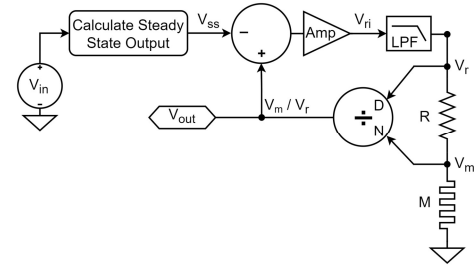 Calculate Steady
State Output
V_ss
−
+
Amp
V_ri
LPF
V_r
V_in
+
−
V_out
V_m / V_r
÷
D
N
R
V_m
M